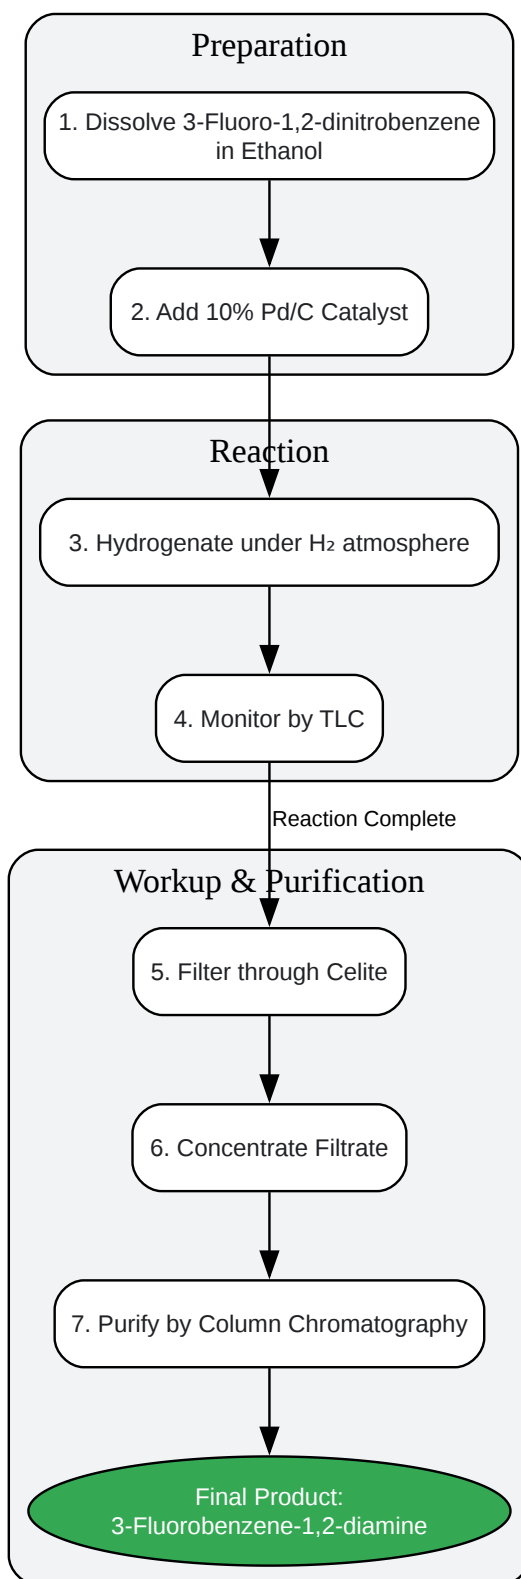 Preparation
1. Dissolve 3-Fluoro-1,2-dinitrobenzene
in Ethanol
2. Add 10% Pd/C Catalyst
Reaction
3. Hydrogenate under H₂ atmosphere
4. Monitor by TLC
Reaction Complete
Workup & Purification
5. Filter through Celite
6. Concentrate Filtrate
7. Purify by Column Chromatography
Final Product:
3-Fluorobenzene-1,2-diamine